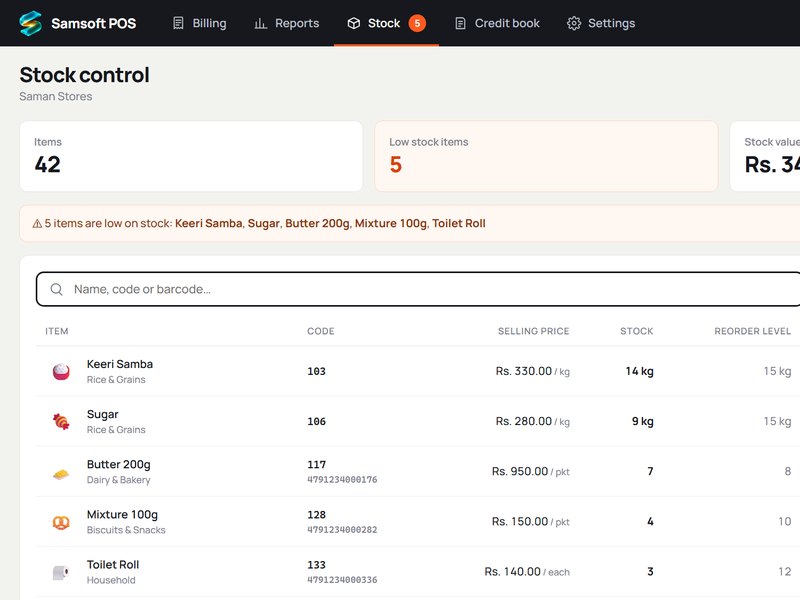 Samsoft POS Billing Reports Stock 5 Credit book Settings
Stock control
Saman Stores
Items
42
Low stock items
5
Stock value
Rs. 34
5 items are low on stock: Keeri Samba, Sugar, Butter 200g, Mixture 100g, Toilet Roll
Name, code or barcode...
ITEM CODE SELLING PRICE STOCK REORDER LEVEL
Keeri Samba 103 Rs. 330.00 / kg 14 kg 15 kg
Rice & Grains
Sugar 106 Rs. 280.00 / kg 9 kg 15 kg
Rice & Grains
Butter 200g 117 Rs. 950.00 / pkt 7 8
Dairy & Bakery 4791234000176
Mixture 100g 128 Rs. 150.00 / pkt 4 10
Biscuits & Snacks 4791234000282
Toilet Roll 133 Rs. 140.00 / each 3 12
Household 4791234000336